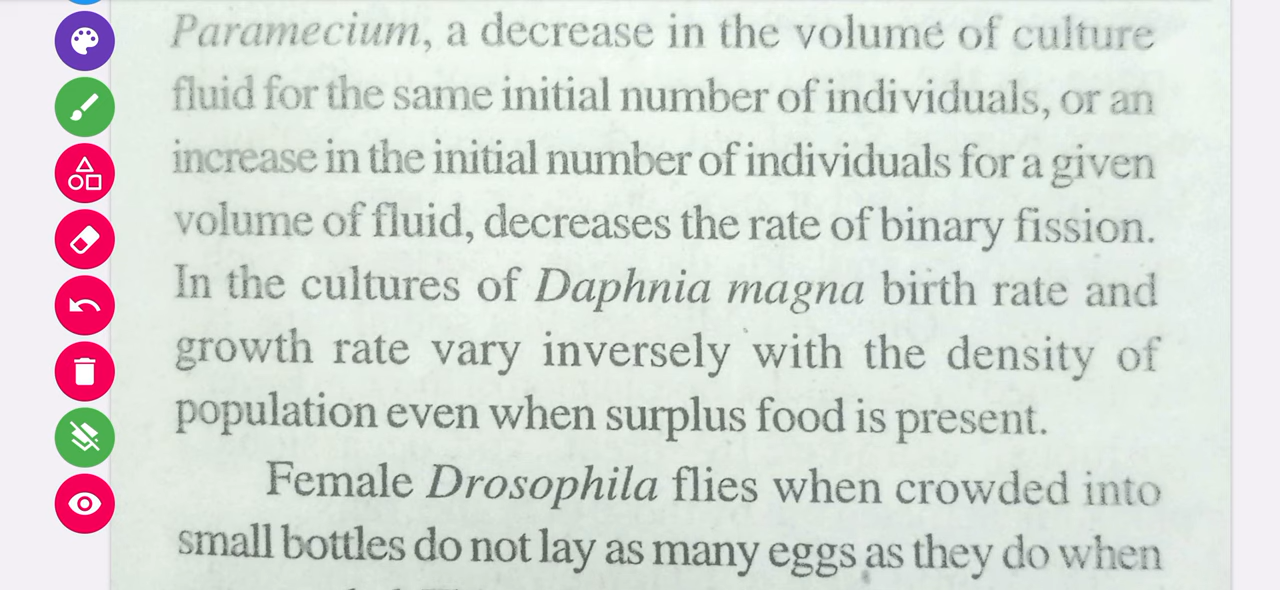 Paramecium, a decrease in the volume of culture
fluid for the same initial number of individuals, or an
increase in the initial number of individuals for a given
volume of fluid, decreases the rate of binary fission.
In the cultures of Daphnia magna birth rate and
growth rate vary inversely with the density of
population even when surplus food is present.
Female Drosophila flies when crowded into
small bottles do not lay as many eggs as they do when